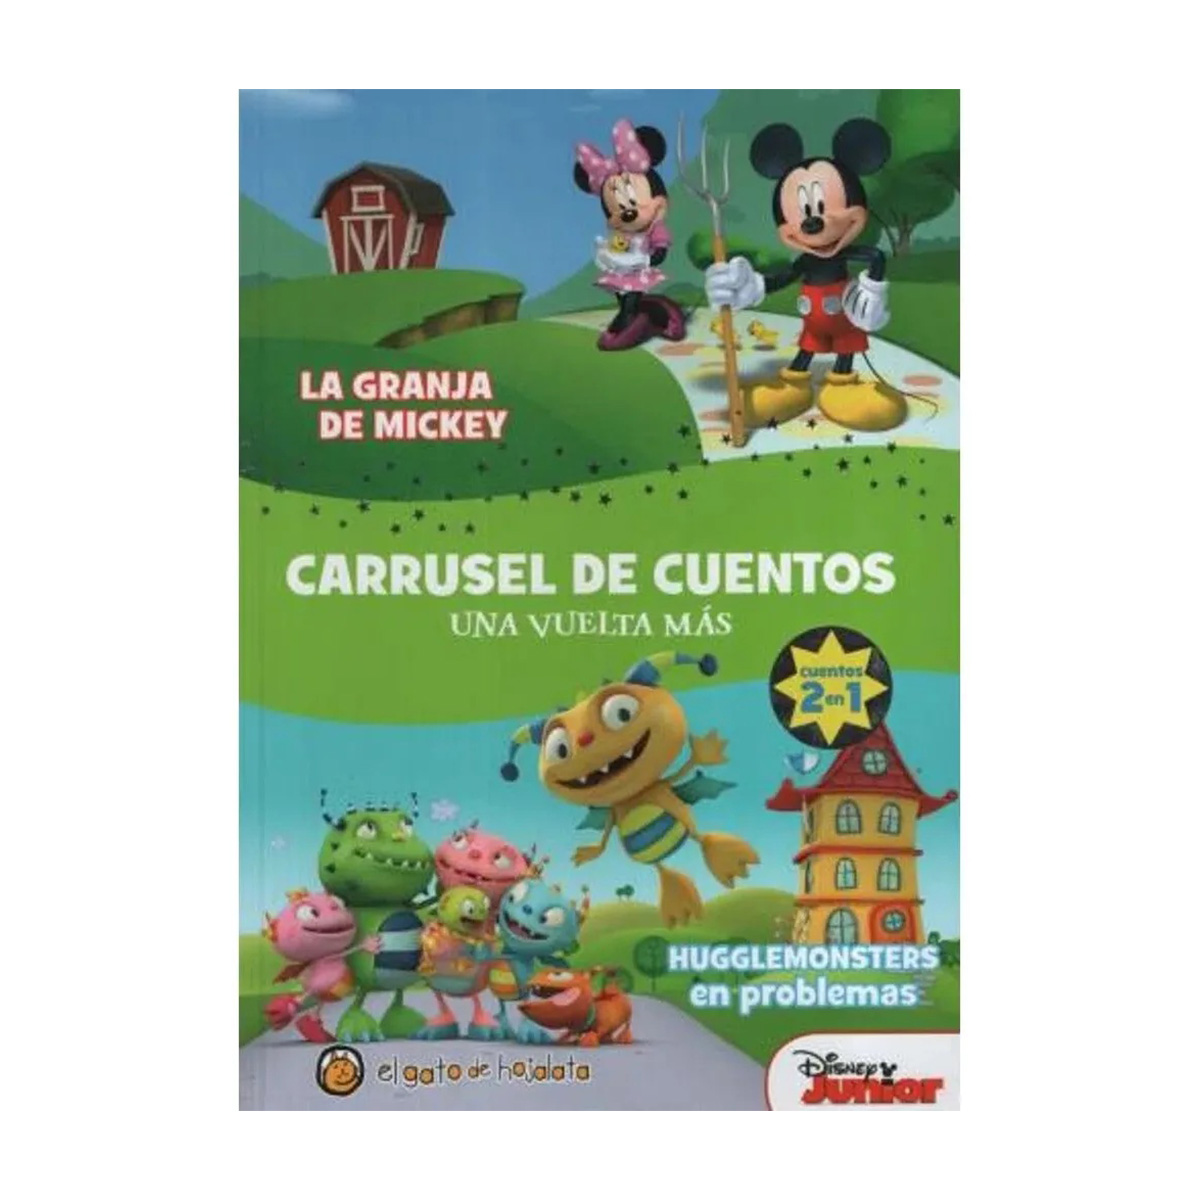 LA GRANJA
DE MICKEY
CARRUSEL DE CUENTOS
UNA VUELTA MÁS
cuentos
2 en 1
HUGGLEMONSTERS
en problemas
el gato de hojalata
Disney
Junior